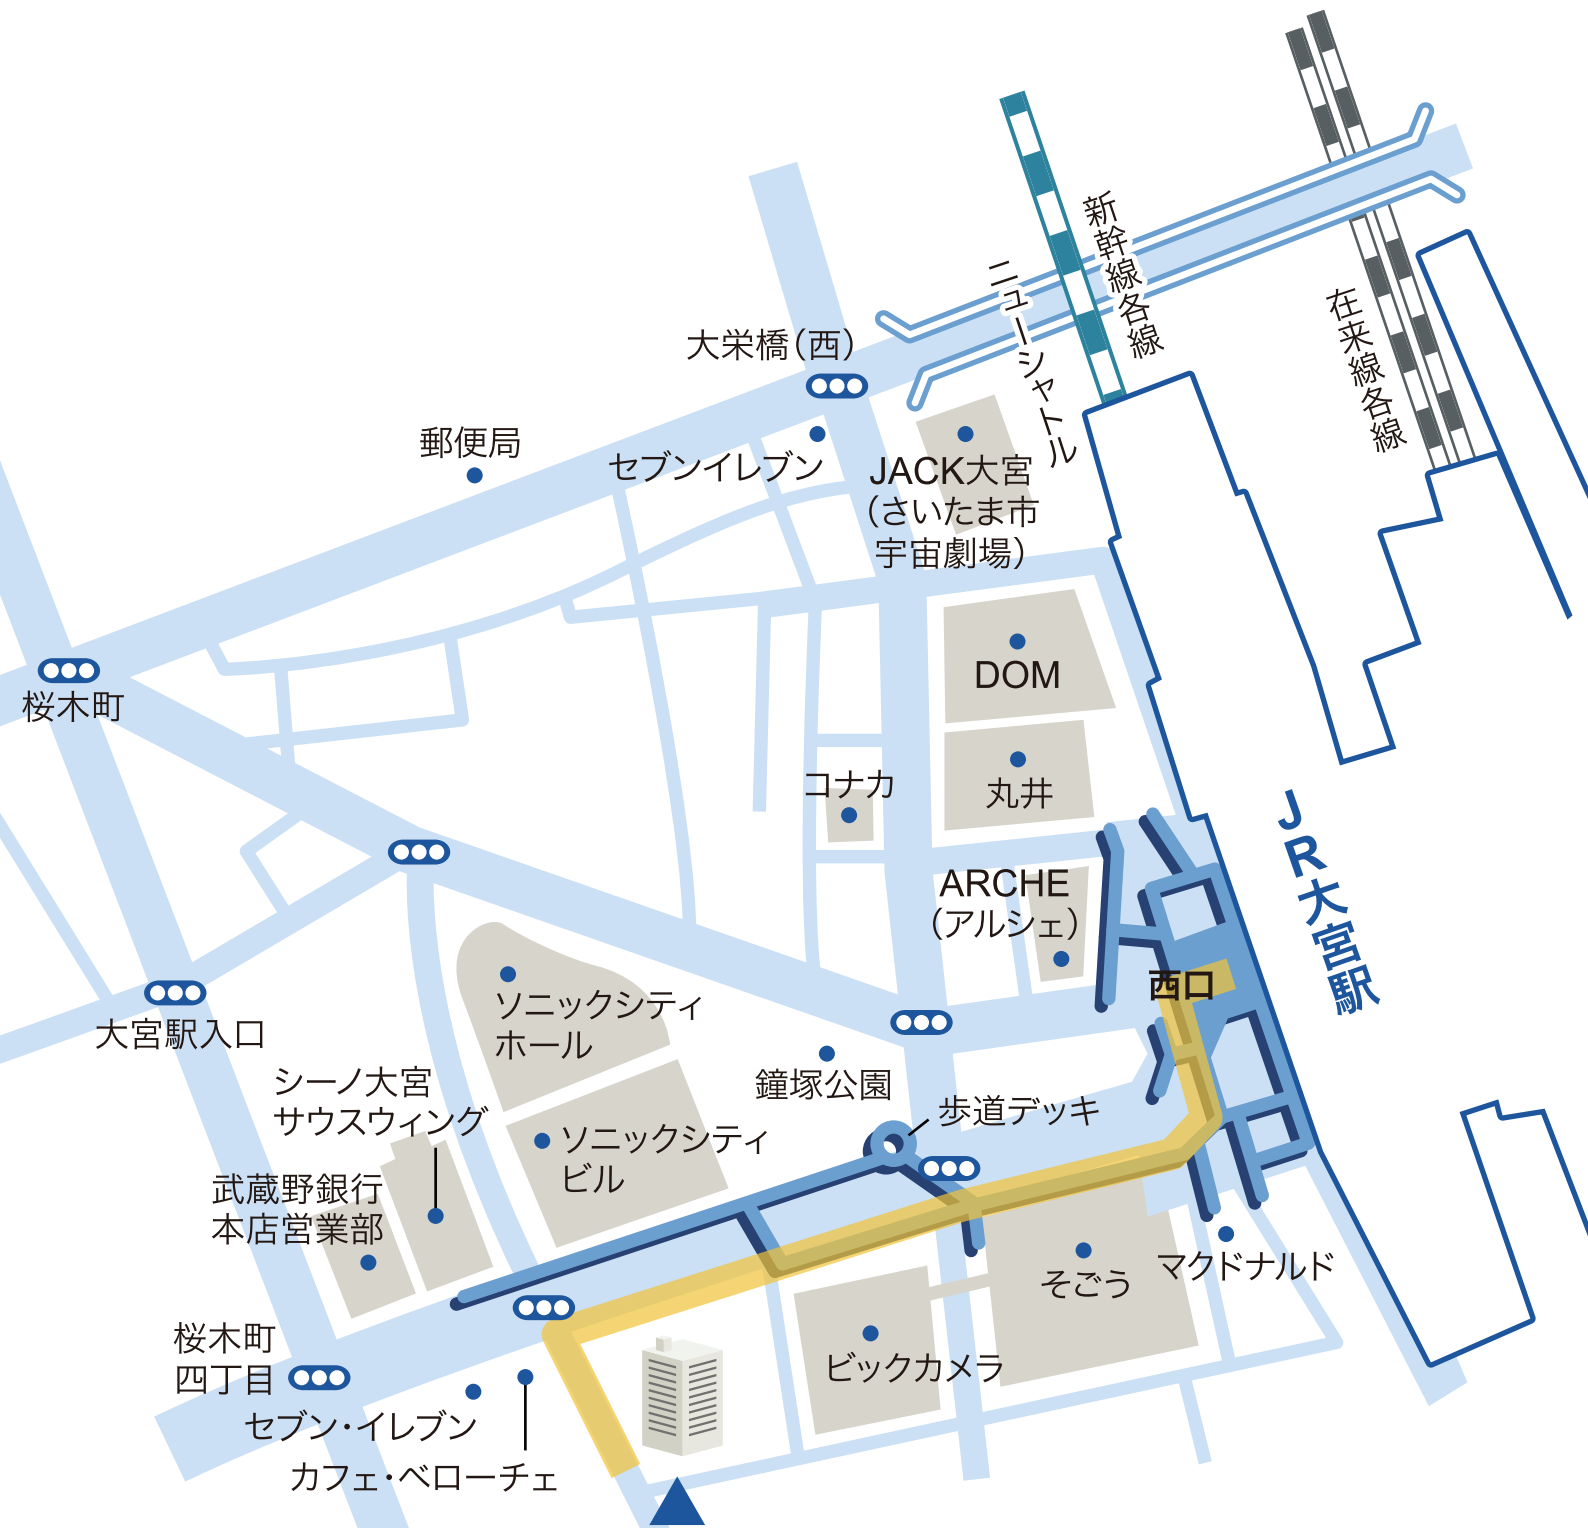 新幹線各線
ニューシャトル
在来線各線
大栄橋（西）
郵便局
セブンイレブン
JACK大宮
（さいたま市
宇宙劇場）
桜木町
DOM
コナカ
丸井
JR大宮駅
ARCHE
（アルシェ）
西口
ソニックシティ
ホール
大宮駅入口
シーノ大宮
サウスウィング
鐘塚公園
歩道デッキ
ソニックシティ
ビル
武蔵野銀行
本店営業部
そごう
マクドナルド
桜木町
四丁目
ビックカメラ
セブン・イレブン
カフェ・ベローチェ